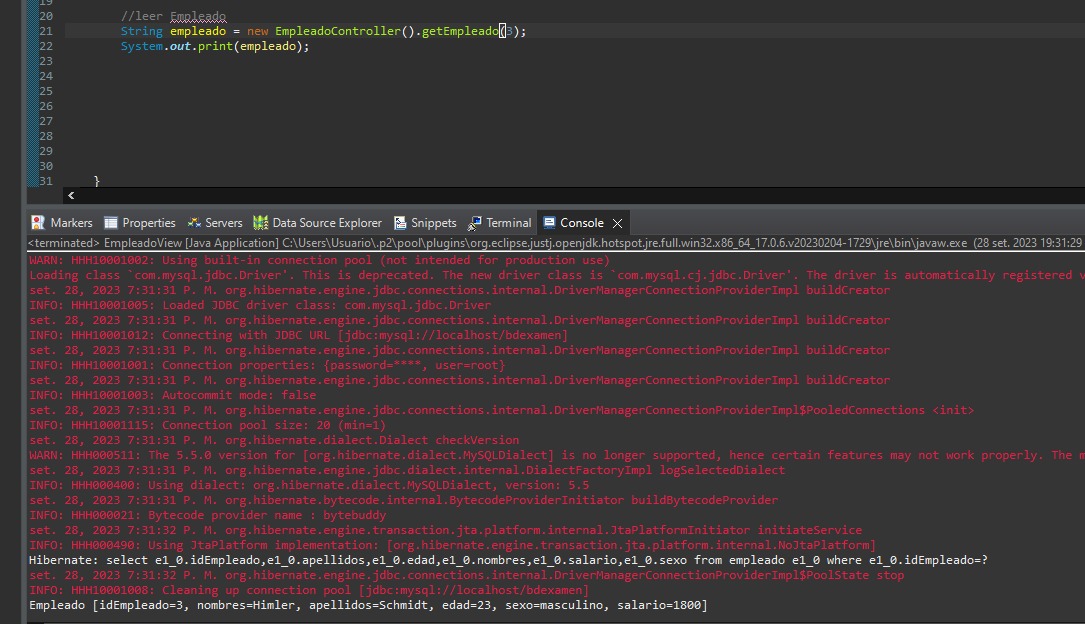 19
20 //leer Empleado
21 String empleado = new EmpleadoController().getEmpleado(3);
22 System.out.print(empleado);
23
24
25
26
27
28
29
30
31 }
<
Markers Properties Servers Data Source Explorer Snippets Terminal Console
<terminated> EmpleadoView [Java Application] C:\Users\Usuario\.p2\pool\plugins\org.eclipse.justj.openjdk.hotspot.jre.full.win32.x86_64_17.0.6.v20230204-1729\jre\bin\javaw.exe (28 set. 2023 19:31:29
WARN: HHH10001002: Using built-in connection pool (not intended for production use)
Loading class `com.mysql.jdbc.Driver'. This is deprecated. The new driver class is `com.mysql.cj.jdbc.Driver'. The driver is automatically registered v
set. 28, 2023 7:31:31 P. M. org.hibernate.engine.jdbc.connections.internal.DriverManagerConnectionProviderImpl buildCreator
INFO: HHH10001005: Loaded JDBC driver class: com.mysql.jdbc.Driver
set. 28, 2023 7:31:31 P. M. org.hibernate.engine.jdbc.connections.internal.DriverManagerConnectionProviderImpl buildCreator
INFO: HHH10001012: Connecting with JDBC URL [jdbc:mysql://localhost/bdexamen]
set. 28, 2023 7:31:31 P. M. org.hibernate.engine.jdbc.connections.internal.DriverManagerConnectionProviderImpl buildCreator
INFO: HHH10001001: Connection properties: {password=****, user=root}
set. 28, 2023 7:31:31 P. M. org.hibernate.engine.jdbc.connections.internal.DriverManagerConnectionProviderImpl buildCreator
INFO: HHH10001003: Autocommit mode: false
set. 28, 2023 7:31:31 P. M. org.hibernate.engine.jdbc.connections.internal.DriverManagerConnectionProviderImpl$PooledConnections <init>
INFO: HHH10001115: Connection pool size: 20 (min=1)
set. 28, 2023 7:31:31 P. M. org.hibernate.dialect.Dialect checkVersion
WARN: HHH000511: The 5.5.0 version for [org.hibernate.dialect.MySQLDialect] is no longer supported, hence certain features may not work properly. The m
set. 28, 2023 7:31:31 P. M. org.hibernate.engine.jdbc.dialect.internal.DialectFactoryImpl logSelectedDialect
INFO: HHH000400: Using dialect: org.hibernate.dialect.MySQLDialect, version: 5.5
set. 28, 2023 7:31:31 P. M. org.hibernate.bytecode.internal.BytecodeProviderInitiator buildBytecodeProvider
INFO: HHH000021: Bytecode provider name : bytebuddy
set. 28, 2023 7:31:32 P. M. org.hibernate.engine.transaction.jta.platform.internal.JtaPlatformInitiator initiateService
INFO: HHH000490: Using JtaPlatform implementation: [org.hibernate.engine.transaction.jta.platform.internal.NoJtaPlatform]
Hibernate: select e1_0.idEmpleado,e1_0.apellidos,e1_0.edad,e1_0.nombres,e1_0.salario,e1_0.sexo from empleado e1_0 where e1_0.idEmpleado=?
set. 28, 2023 7:31:32 P. M. org.hibernate.engine.jdbc.connections.internal.DriverManagerConnectionProviderImpl$PoolState stop
INFO: HHH10001008: Cleaning up connection pool [jdbc:mysql://localhost/bdexamen]
Empleado [idEmpleado=3, nombres=Himler, apellidos=Schmidt, edad=23, sexo=masculino, salario=1800]